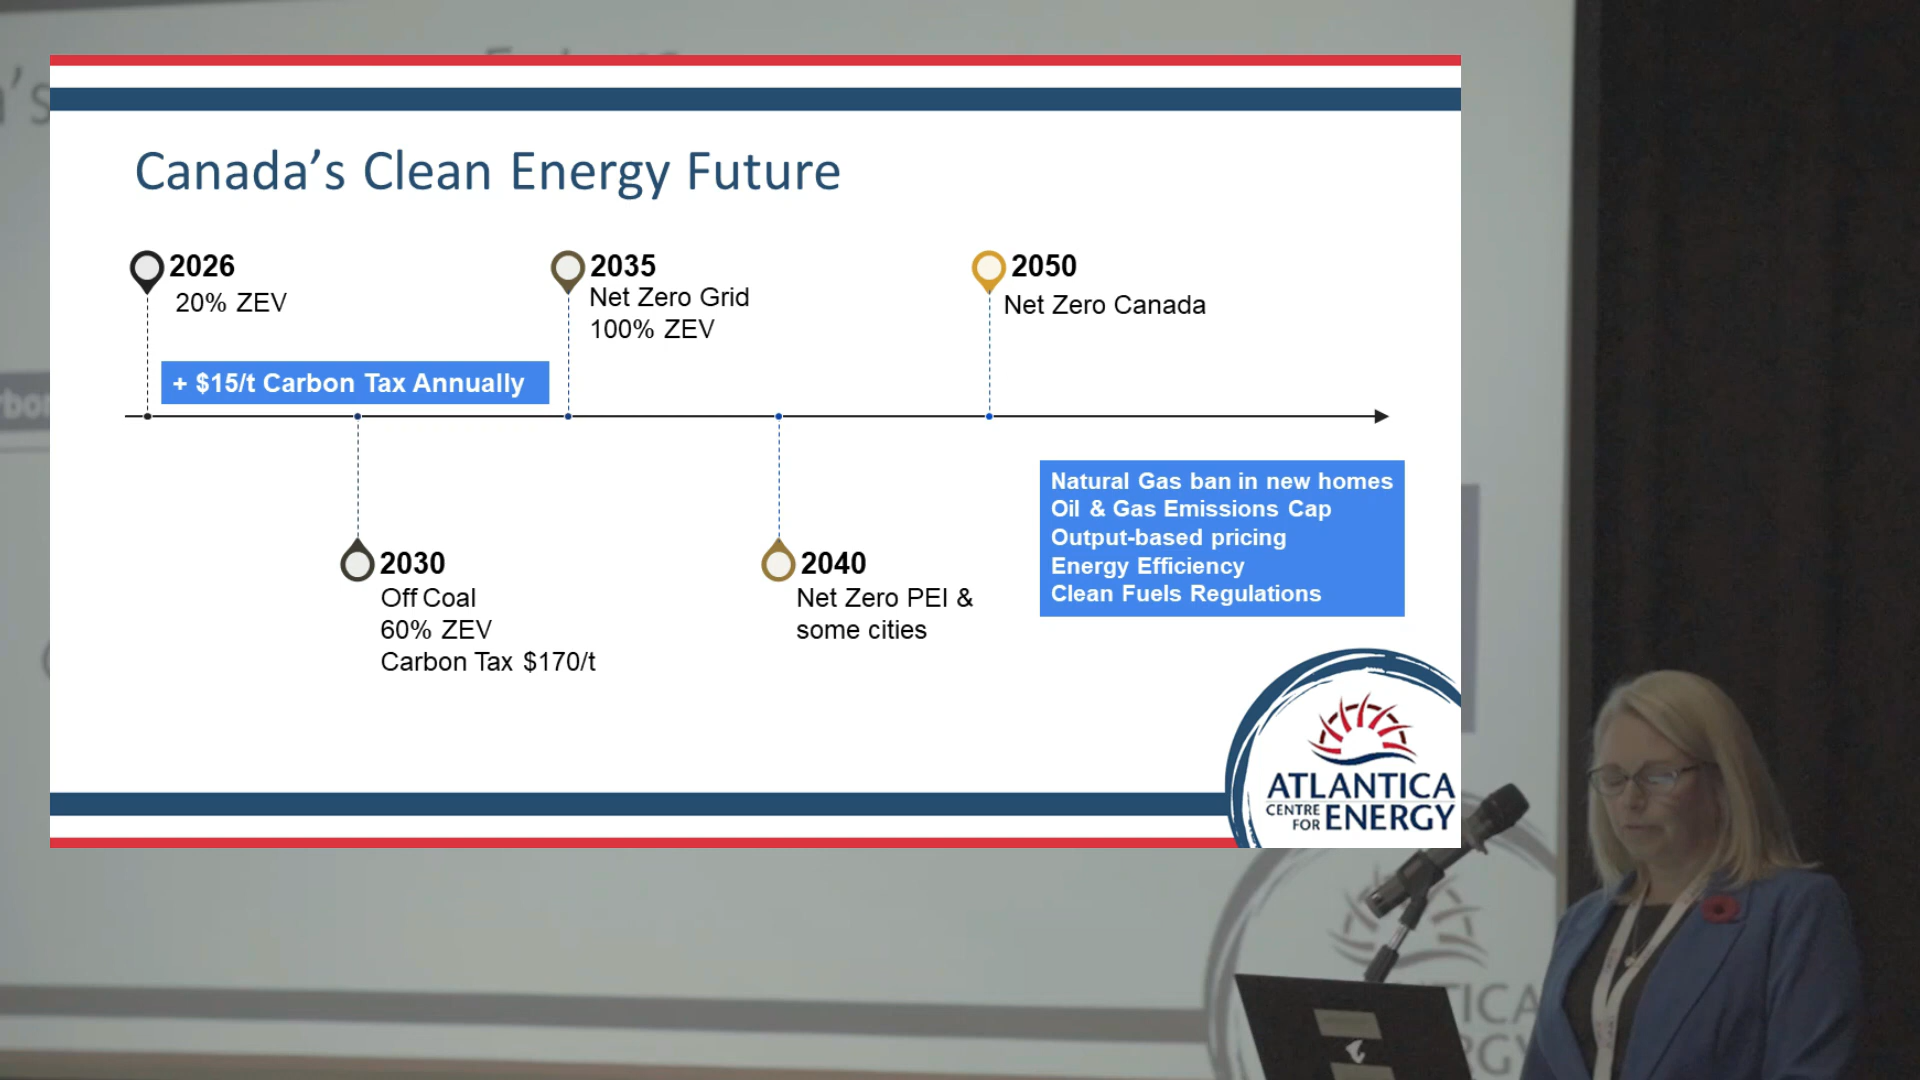 Canada's Clean Energy Future
2026
20% ZEV
2035
Net Zero Grid
100% ZEV
2050
Net Zero Canada
+ $15/t Carbon Tax Annually
2030
Off Coal
60% ZEV
Carbon Tax $170/t
2040
Net Zero PEI &
some cities
Natural Gas ban in new homes
Oil & Gas Emissions Cap
Output-based pricing
Energy Efficiency
Clean Fuels Regulations
ATLANTICA
CENTRE
FOR ENERGY